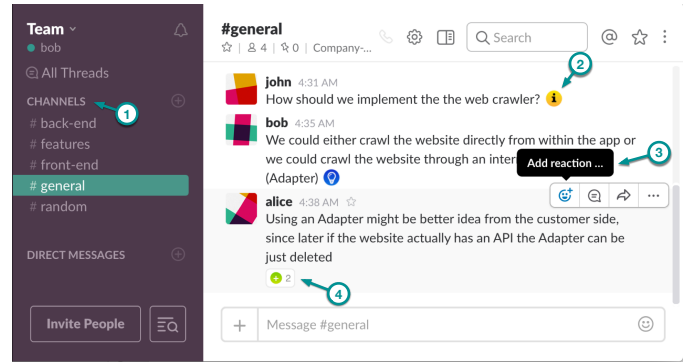 Team
bob
All Threads
CHANNELS
1
# back-end
# features
# front-end
# general
# random
DIRECT MESSAGES
Invite People
#general
4 | 0 | Company-...
Search
@
2
john 4:31 AM
How should we implement the the web crawler?
bob 4:35 AM
We could either crawl the website directly from within the app or
we could crawl the website through an inter
(Adapter)
Add reaction ...
3
alice 4:38 AM
Using an Adapter might be better idea from the customer side,
since later if the website actually has an API the Adapter can be
just deleted
2
4
Message #general